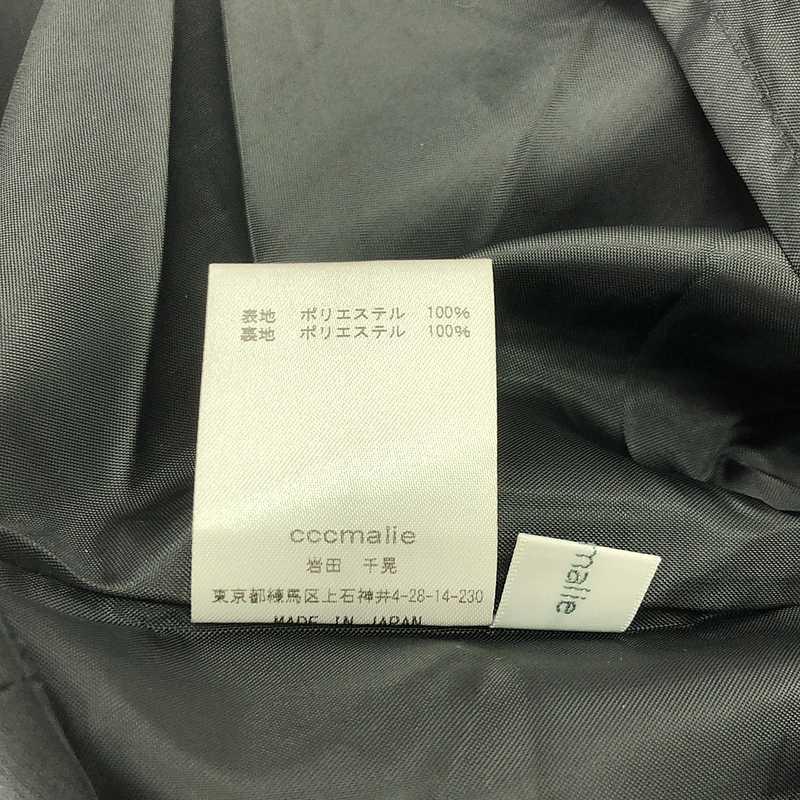 表地 ポリエステル 100%
裏地 ポリエステル 100%
cccmalie
岩田 千晃
東京都練馬区上石神井4-28-14-230
MADE IN JAPAN
malie